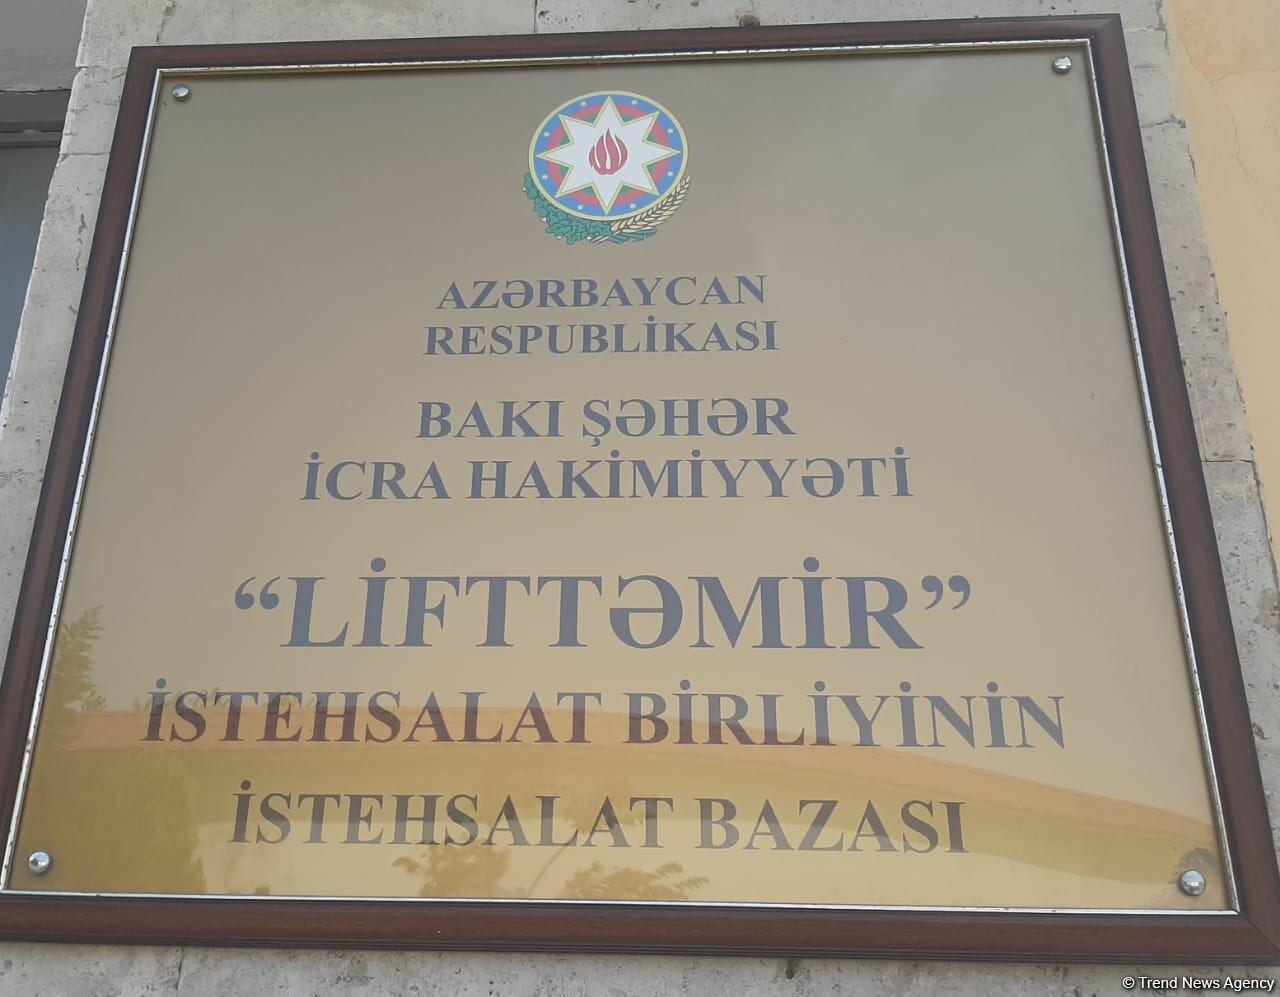 AZƏRBAYCAN
RESPUBLİKASI
BAKI ŞƏHƏR
İCRA HAKİMİYYƏTİ
“LİFTTƏMİR”
İSTEHSALAT BİRLİYİNİN
İSTEHSALAT BAZASI
© Trend News Agency